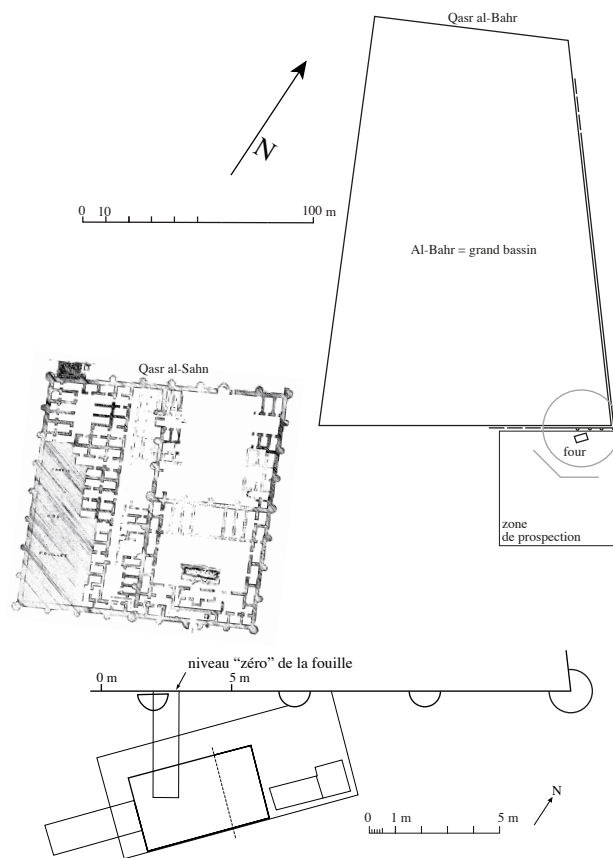 Qasr al-Bahr
N
0 10 100 m
Al-Bahr = grand bassin
Qasr al-Sahn
four
zone
de prospection
niveau “zéro” de la fouille
0 m 5 m
N
0 1 m 5 m